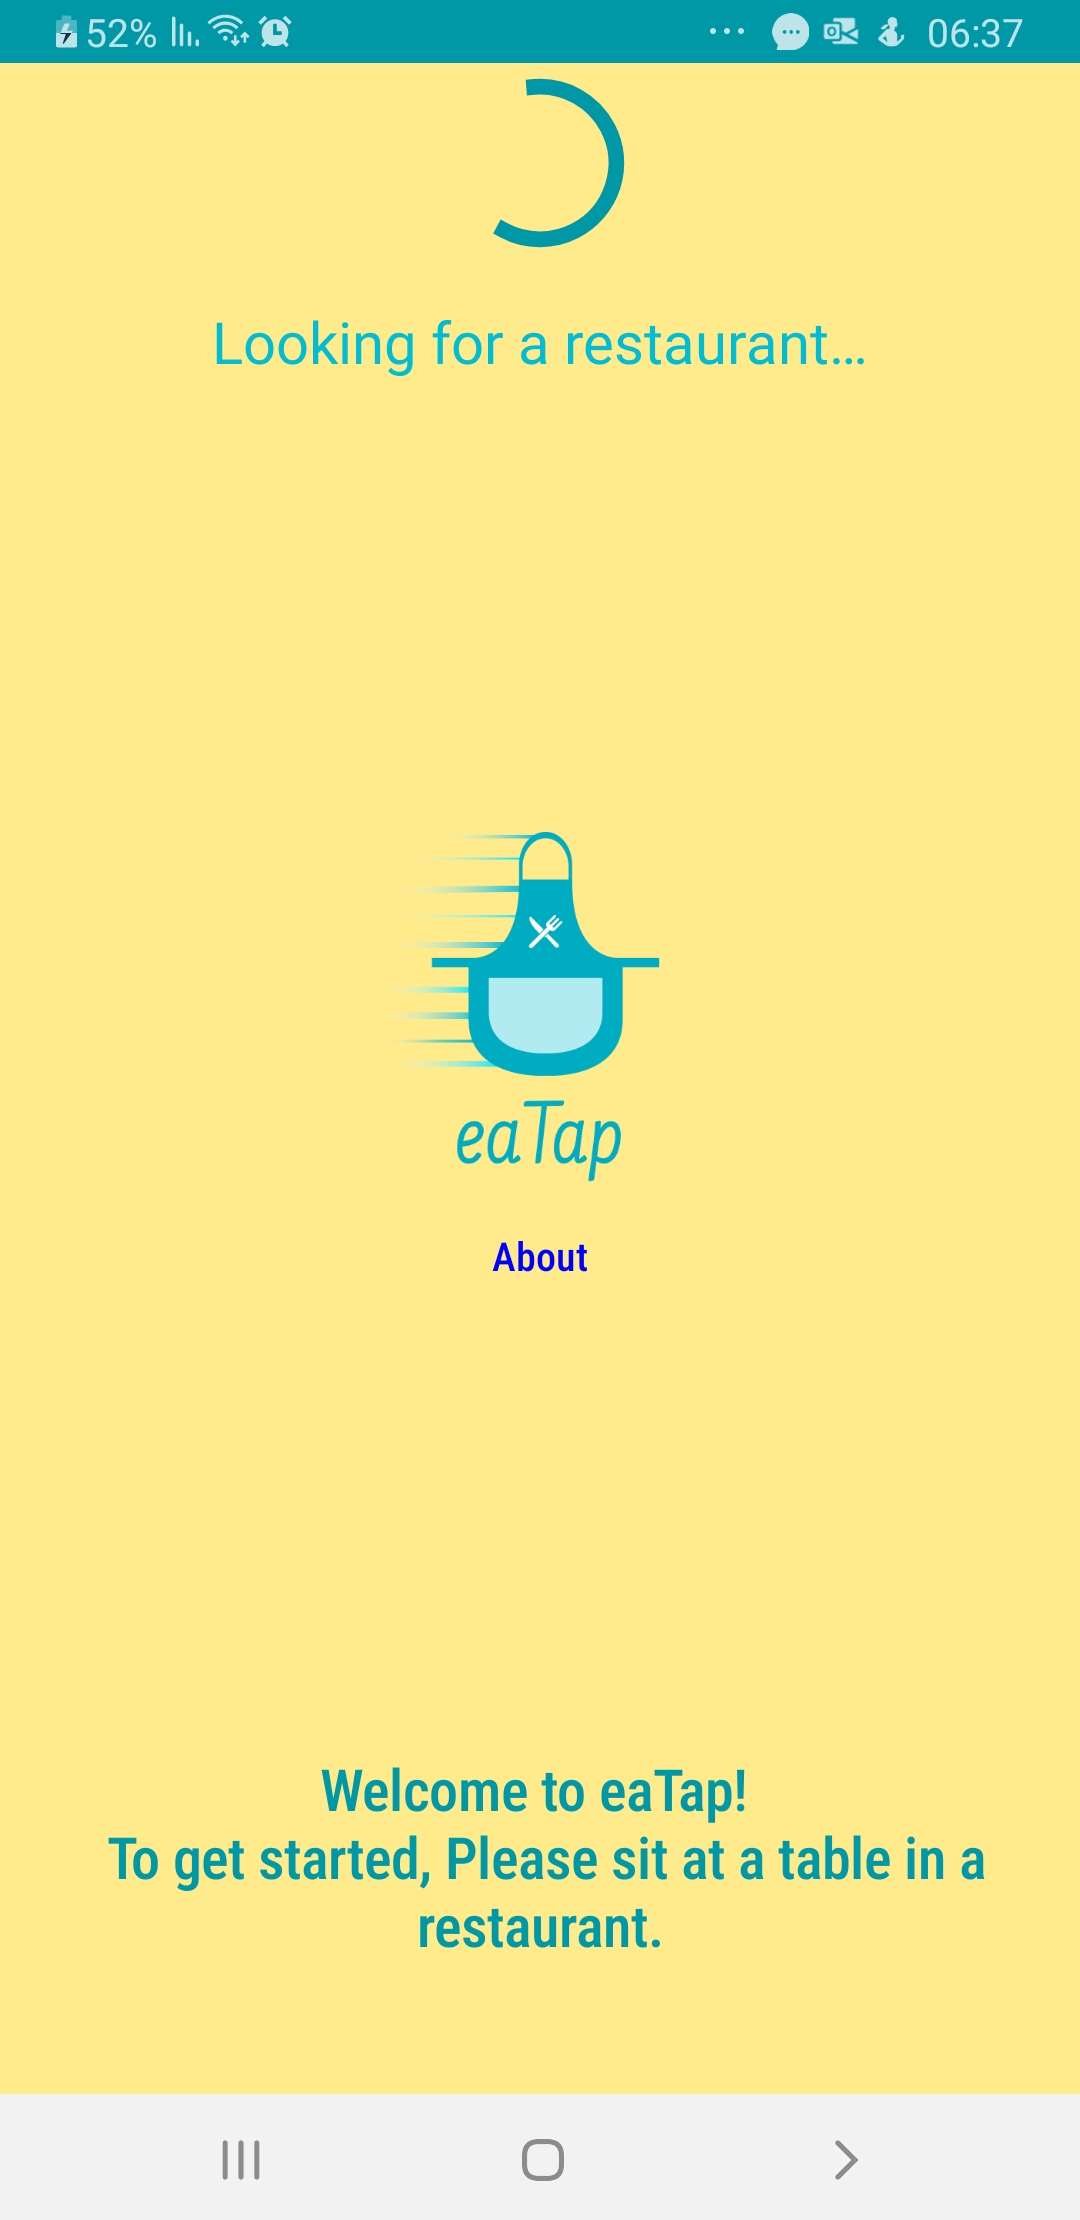 52% 06:37
Looking for a restaurant...
eaTap
About
Welcome to eaTap!
To get started, Please sit at a table in a
restaurant.